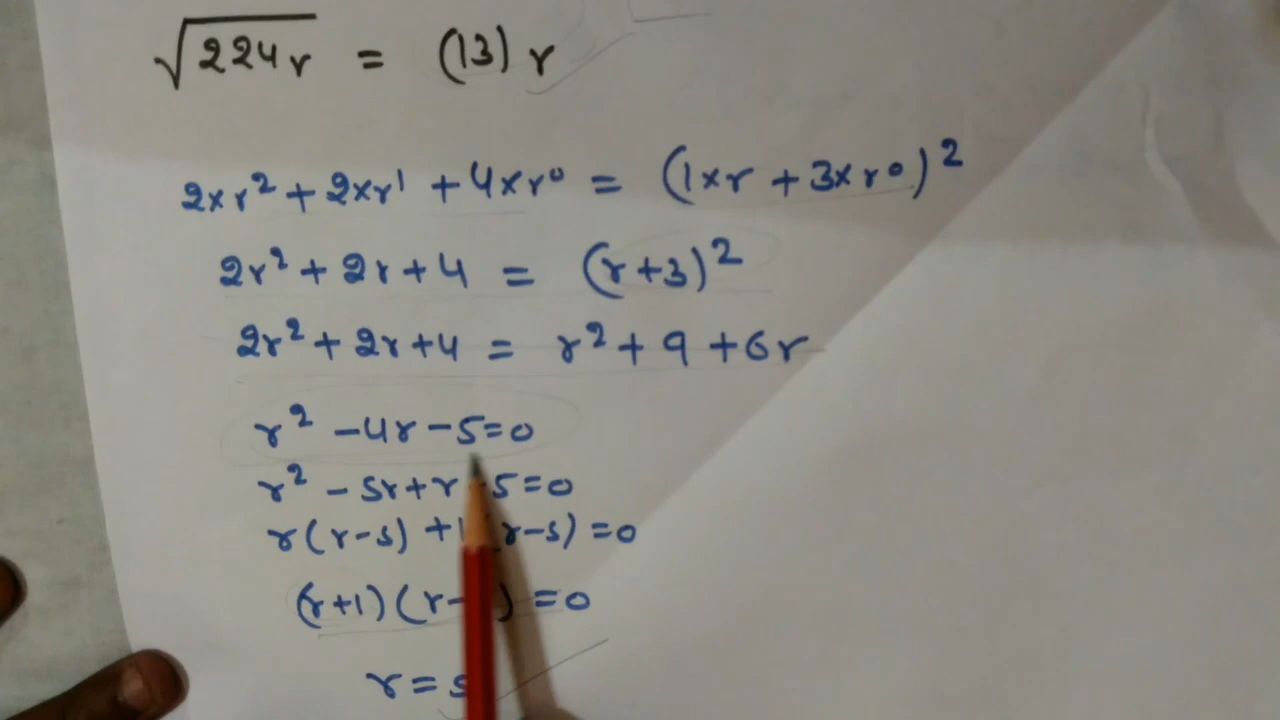 √224r = (13)r
2×r² + 2×r¹ + 4×r⁰ = (1×r + 3×r⁰)²
2r² + 2r + 4 = (r+3)²
2r² + 2r + 4 = r² + 9 + 6r
r² - 4r - 5 = 0
r² - 5r + r - 5 = 0
r(r-5) + 1(r-5) = 0
(r+1)(r- ) = 0
r = 5